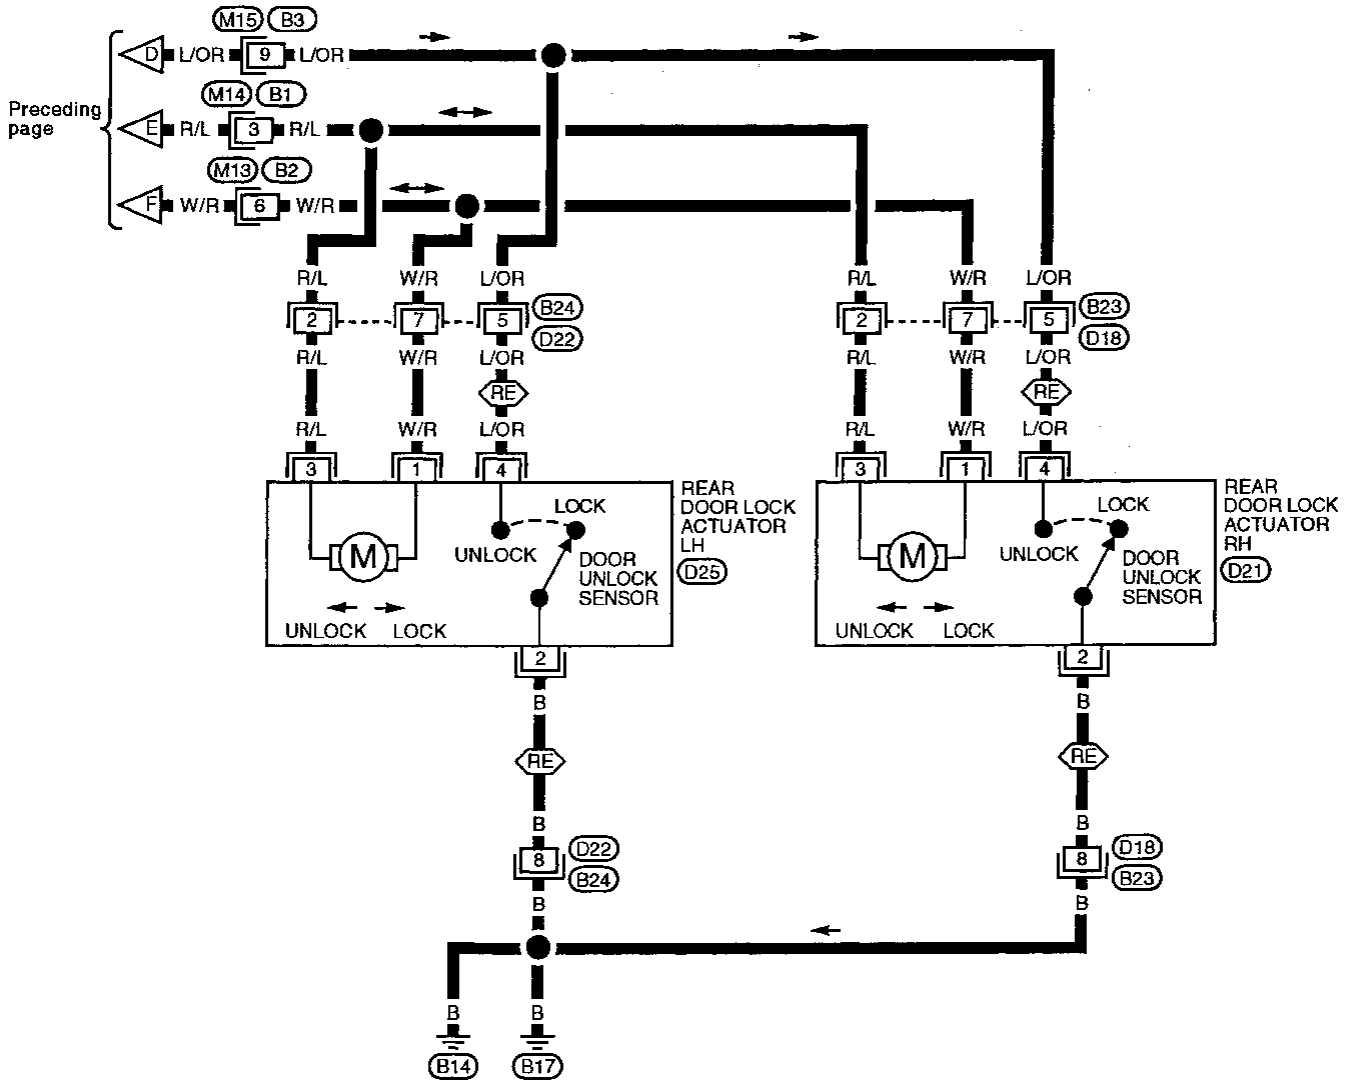 M15 B3
D L/OR 9 L/OR
M14 B1
Preceding
page
E R/L 3 R/L
M13 B2
F W/R 6 W/R
R/L W/R L/OR
2 7 5
B24
D22
R/L W/R L/OR
RE
R/L W/R L/OR
3 1 4
R/L W/R L/OR
2 7 5
B23
D18
R/L W/R L/OR
RE
R/L W/R L/OR
3 1 4
LOCK
UNLOCK
M
DOOR
UNLOCK
SENSOR
UNLOCK LOCK
REAR
DOOR LOCK
ACTUATOR
LH
D25
2
LOCK
UNLOCK
M
DOOR
UNLOCK
SENSOR
UNLOCK LOCK
REAR
DOOR LOCK
ACTUATOR
RH
D21
2
B
RE
B
8
D22
B24
B
B
RE
B
8
D18
B23
B
B B
B14 B17